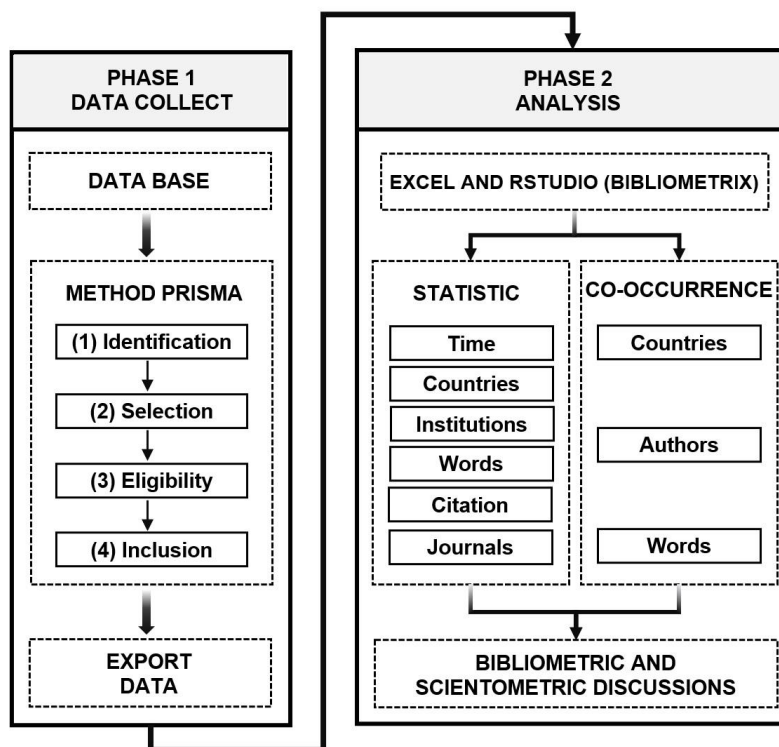 PHASE 1
DATA COLLECT
DATA BASE
METHOD PRISMA
(1) Identification
(2) Selection
(3) Eligibility
(4) Inclusion
EXPORT
DATA
PHASE 2
ANALYSIS
EXCEL AND RSTUDIO (BIBLIOMETRIX)
STATISTIC
Time
Countries
Institutions
Words
Citation
Journals
CO-OCCURRENCE
Countries
Authors
Words
BIBLIOMETRIC AND
SCIENTOMETRIC DISCUSSIONS